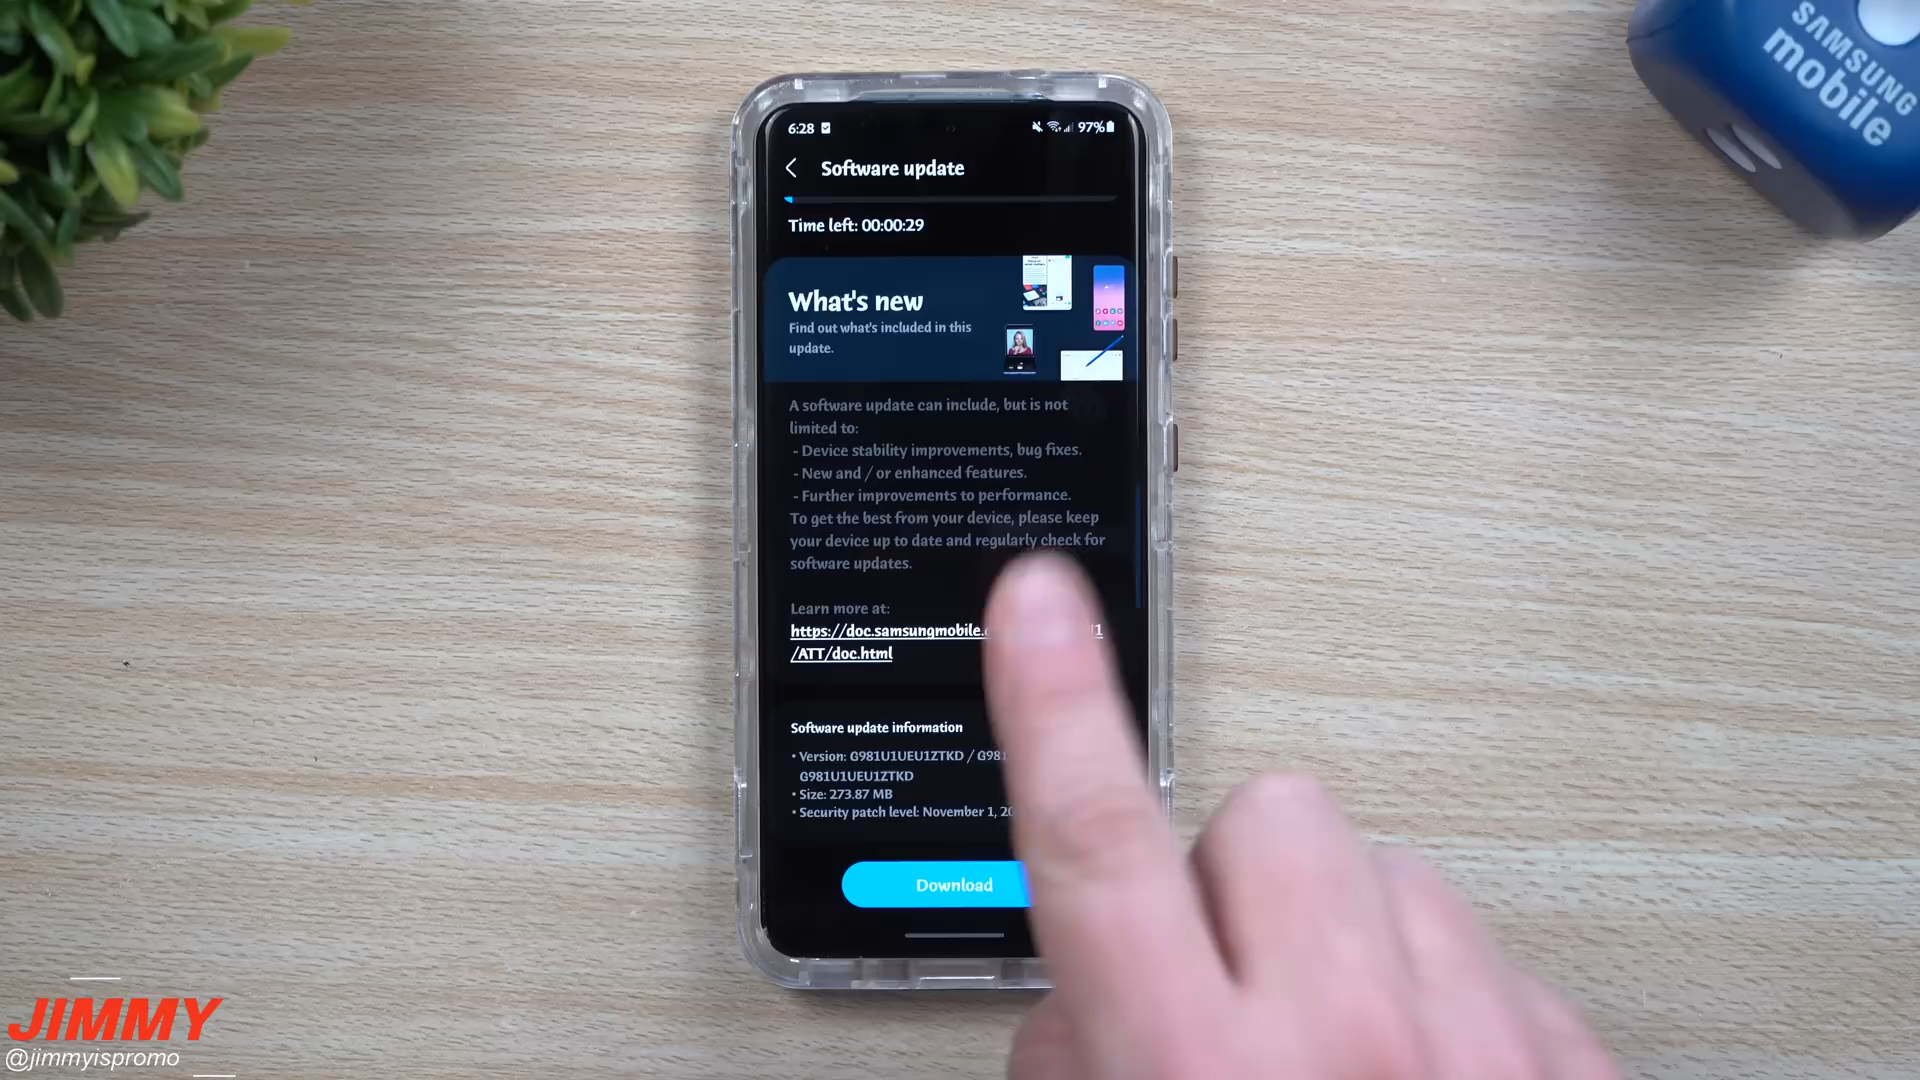 SAMSUNG
mobile
6:28
97%
Software update
Time left: 00:00:29
What's new
Find out what's included in this
update.
A software update can include, but is not
limited to:
- Device stability improvements, bug fixes.
- New and / or enhanced features.
- Further improvements to performance.
To get the best from your device, please keep
your device up to date and regularly check for
software updates.
Learn more at:
https://doc.samsungmobile.
/ATT/doc.html
Software update information
• Version: G981U1UEU1ZTKD / G981
G981U1UEU1ZTKD
• Size: 273.87 MB
• Security patch level: November 1, 20
Download
JIMMY
@jimmyispromo